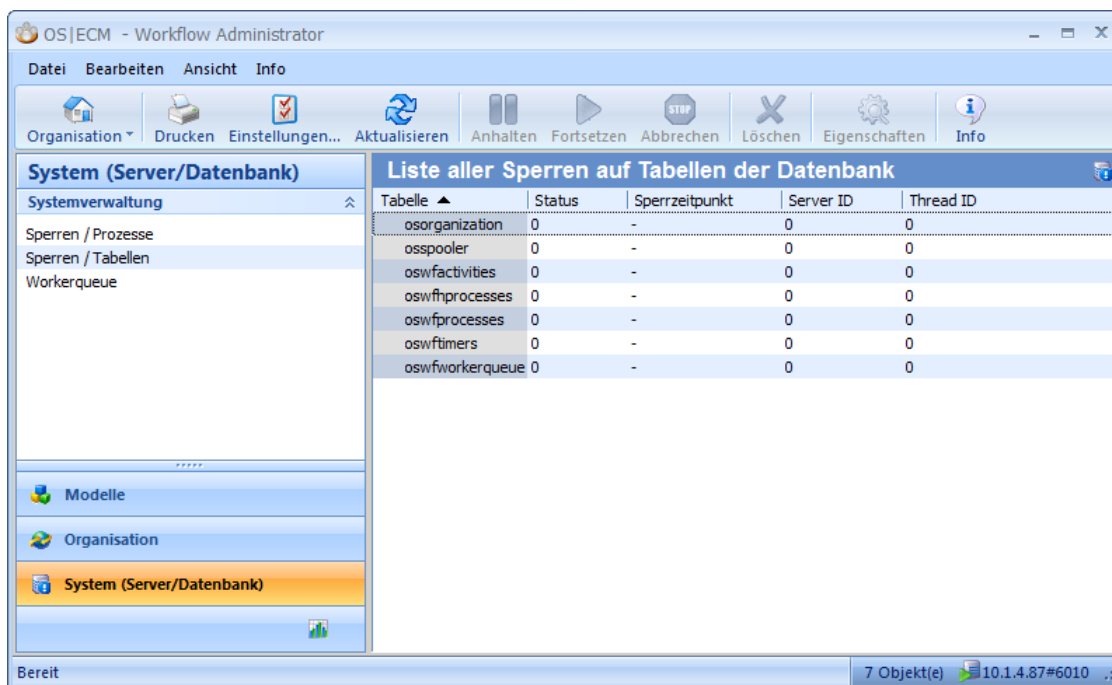 OS|ECM - Workflow Administrator
Datei Bearbeiten Ansicht Info
Organisation Drucken Einstellungen... Aktualisieren Anhalten Fortsetzen STOP Abbrechen Löschen Eigenschaften Info
System (Server/Datenbank)
Systemverwaltung
Sperren / Prozesse
Sperren / Tabellen
Workerqueue
Modelle
Organisation
System (Server/Datenbank)
Liste aller Sperren auf Tabellen der Datenbank
Tabelle Status Sperrzeitpunkt Server ID Thread ID
osorganization 0 - 0 0
osspooler 0 - 0 0
oswfactivities 0 - 0 0
oswfhprocesses 0 - 0 0
oswfprocesses 0 - 0 0
oswftimers 0 - 0 0
oswfworkerqueue 0 - 0 0
Bereit 7 Objekt(e) 10.1.4.87#6010